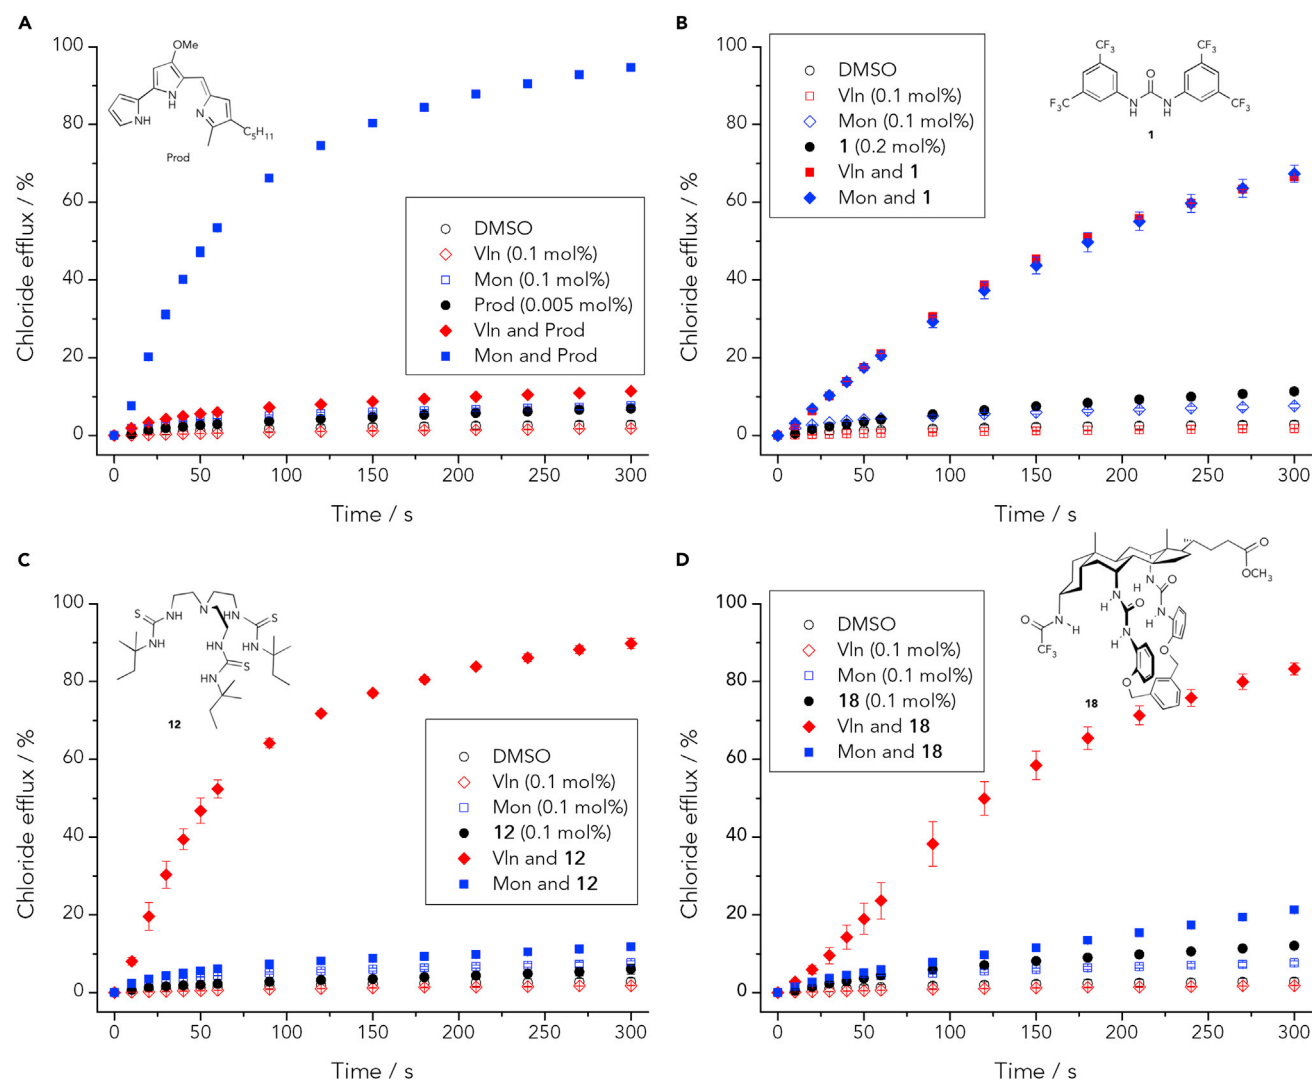 A
100
80
60
40
20
0
Chloride efflux / %
OMe
N
H
NH
N
C5H11
Prod
DMSO
Vln (0.1 mol%)
Mon (0.1 mol%)
Prod (0.005 mol%)
Vln and Prod
Mon and Prod
0 50 100 150 200 250 300
Time / s
B
100
80
60
40
20
0
Chloride efflux / %
DMSO
Vln (0.1 mol%)
Mon (0.1 mol%)
1 (0.2 mol%)
Vln and 1
Mon and 1
CF3 CF3
O
F3C N N CF3
H H
1
0 50 100 150 200 250 300
Time / s
C
100
80
60
40
20
0
Chloride efflux / %
S NH N HN S
NH NH HN
S
HN
12
DMSO
Vln (0.1 mol%)
Mon (0.1 mol%)
12 (0.1 mol%)
Vln and 12
Mon and 12
0 50 100 150 200 250 300
Time / s
D
100
80
60
40
20
0
Chloride efflux / %
DMSO
Vln (0.1 mol%)
Mon (0.1 mol%)
18 (0.1 mol%)
Vln and 18
Mon and 18
O
OCH3
N H N O
H N H
O N H O
H N
O H
CF3
O
O
18
0 50 100 150 200 250 300
Time / s